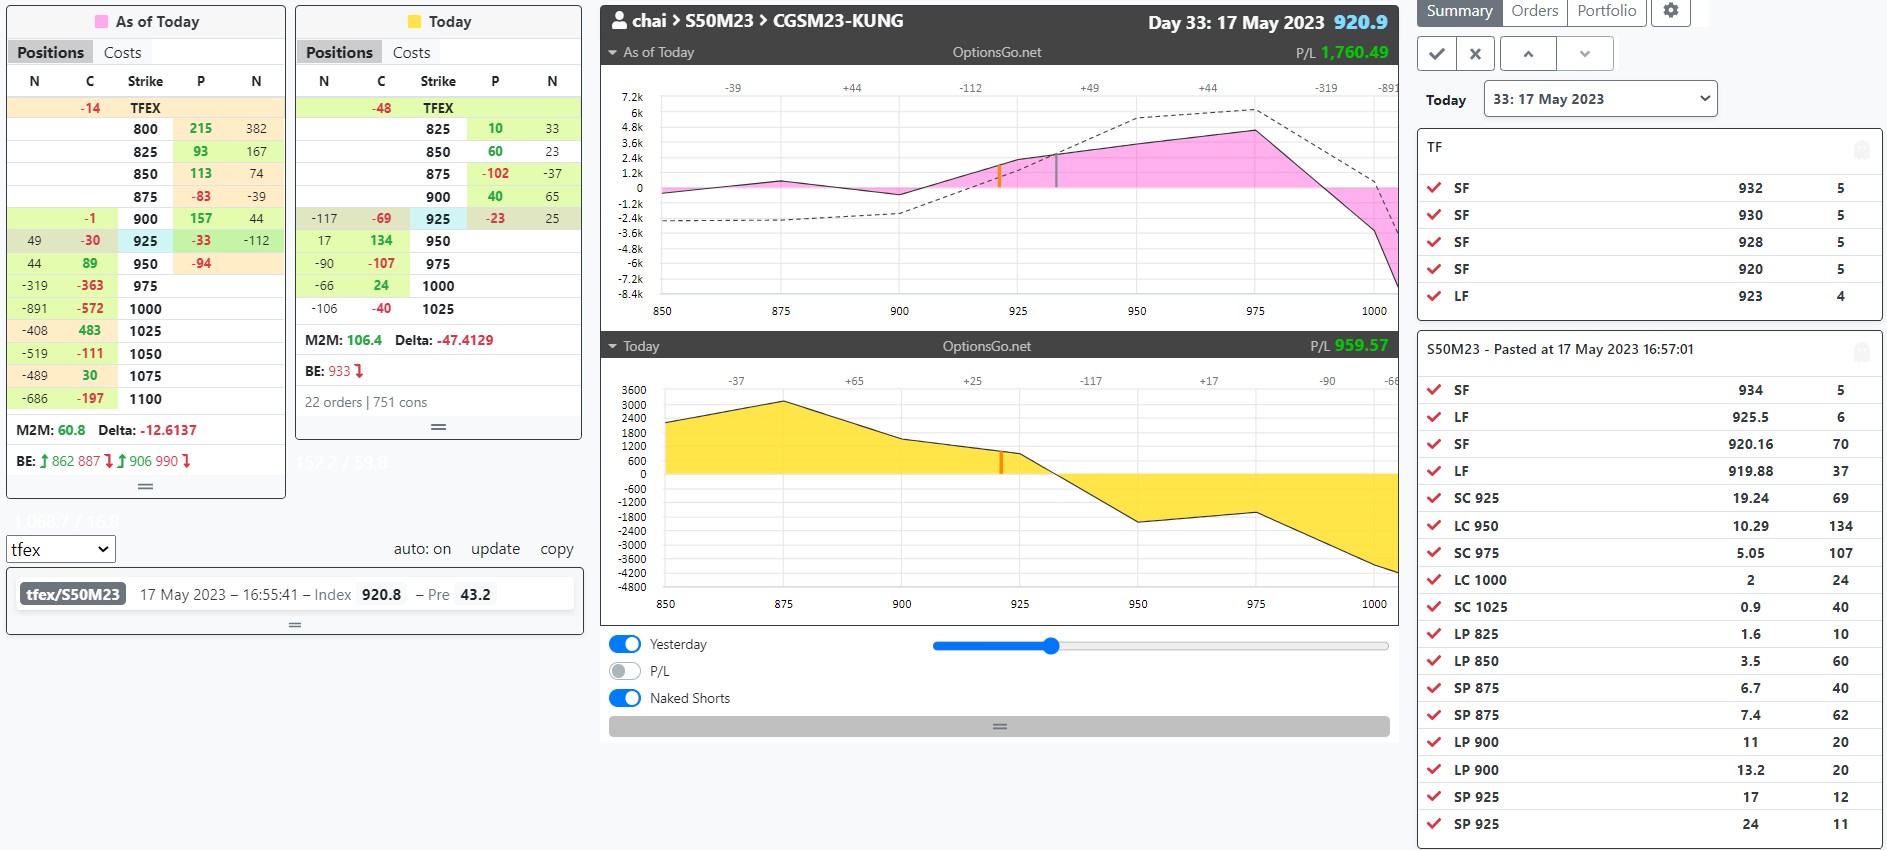 As of Today
Positions Costs
N C Strike P N
-14 TFEX
800 215 382
825 93 167
850 113 74
875 -83 -39
-1 900 157 44
49 -30 925 -33 -112
44 89 950 -94
-319 -363 975
-891 -572 1000
-408 483 1025
-519 -111 1050
-489 30 1075
-686 -197 1100
M2M: 60.8 Delta: -12.6137
BE: 862 887 906 990
-1,068.7 / 16.8
Today
Positions Costs
N C Strike P N
-48 TFEX
825 10 33
850 60 23
875 -102 -37
900 40 65
-117 -69 925 -23 25
17 134 950
-90 -107 975
-66 24 1000
-106 -40 1025
M2M: 106.4 Delta: -47.4129
BE: 933
22 orders | 751 cons
152.2 / 59.8
tfex auto: on update copy
tfex/S50M23 17 May 2023 – 16:55:41 – Index 920.8 – Pre 43.2
chai > S50M23 > CGSM23-KUNG Day 33: 17 May 2023 920.9
As of Today OptionsGo.net P/L 1,760.49
-39 +44 -112 +49 +44 -319 -891
7.2k
6k
4.8k
3.6k
2.4k
1.2k
0
-1.2k
-2.4k
-3.6k
-4.8k
-6k
-7.2k
-8.4k
850 875 900 925 950 975 1000
Today OptionsGo.net P/L 959.57
-37 +65 +25 -117 +17 -90 -66
3600
3000
2400
1800
1200
600
0
-600
-1200
-1800
-2400
-3000
-3600
-4200
-4800
850 875 900 925 950 975 1000
Yesterday
P/L
Naked Shorts
Summary Orders Portfolio
Today 33: 17 May 2023
TF
SF 932 5
SF 930 5
SF 928 5
SF 920 5
LF 923 4
S50M23 - Pasted at 17 May 2023 16:57:01
SF 934 5
LF 925.5 6
SF 920.16 70
LF 919.88 37
SC 925 19.24 69
LC 950 10.29 134
SC 975 5.05 107
LC 1000 2 24
SC 1025 0.9 40
LP 825 1.6 10
LP 850 3.5 60
SP 875 6.7 40
SP 875 7.4 62
LP 900 11 20
LP 900 13.2 20
SP 925 17 12
SP 925 24 11